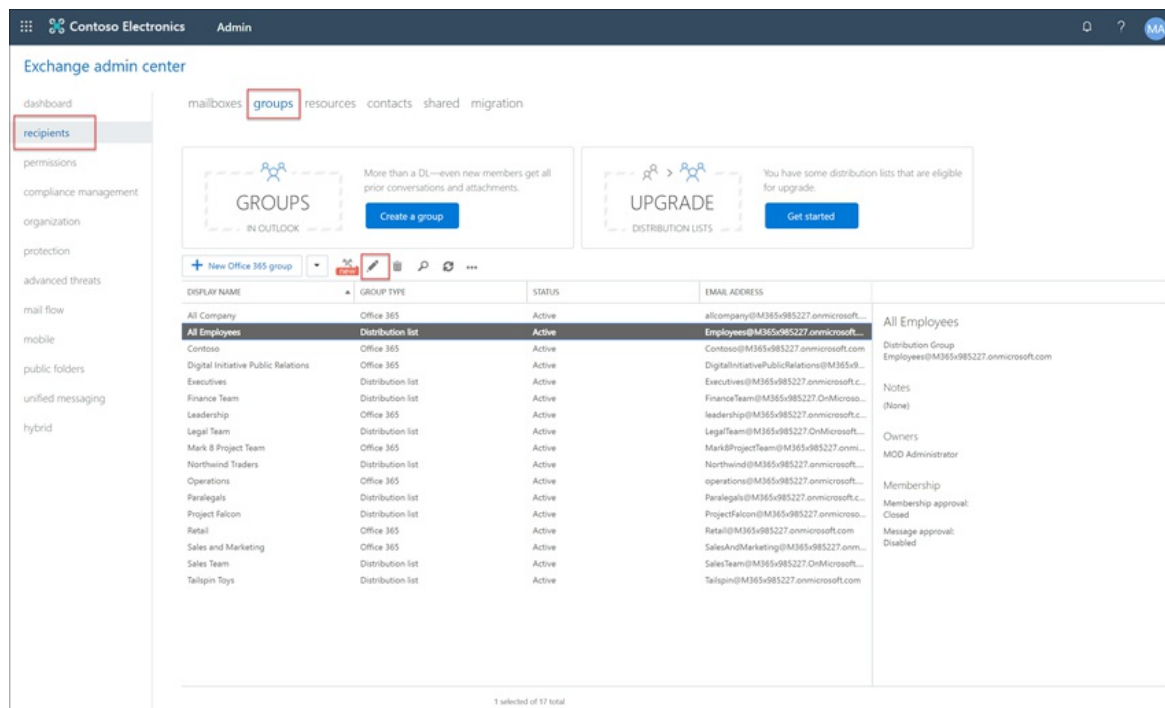 Contoso Electronics Admin ? MA
Exchange admin center
dashboard
recipients
permissions
compliance management
organization
protection
advanced threats
mail flow
mobile
public folders
unified messaging
hybrid
mailboxes groups resources contacts shared migration
GROUPS
IN OUTLOOK
More than a DL—even new members get all
prior conversations and attachments.
Create a group
UPGRADE
DISTRIBUTION LISTS
You have some distribution lists that are eligible
for upgrade.
Get started
New Office 365 group new
DISPLAY NAME GROUP TYPE STATUS EMAIL ADDRESS
All Company Office 365 Active allcompany@M365x985227.onmicrosoft....
All Employees Distribution list Active Employees@M365x985227.onmicrosoft....
Contoso Office 365 Active Contoso@M365x985227.onmicrosoft.com
Digital Initiative Public Relations Office 365 Active DigitalInitiativePublicRelations@M365x9...
Executives Distribution list Active Executives@M365x985227.onmicrosoft.c...
Finance Team Distribution list Active FinanceTeam@M365x985227.OnMicroso...
Leadership Office 365 Active leadership@M365x985227.onmicrosoft.c...
Legal Team Distribution list Active LegalTeam@M365x985227.OnMicrosoft....
Mark 8 Project Team Office 365 Active Mark8ProjectTeam@M365x985227.onmi...
Northwind Traders Distribution list Active Northwind@M365x985227.onmicrosoft....
Operations Office 365 Active operations@M365x985227.onmicrosoft....
Paralegals Distribution list Active Paralegals@M365x985227.onmicrosoft.c...
Project Falcon Distribution list Active ProjectFalcon@M365x985227.onmicroso...
Retail Office 365 Active Retail@M365x985227.onmicrosoft.com
Sales and Marketing Office 365 Active SalesAndMarketing@M365x985227.onm...
Sales Team Distribution list Active SalesTeam@M365x985227.OnMicrosoft....
Tailspin Toys Distribution list Active Tailspin@M365x985227.onmicrosoft.com
All Employees
Distribution Group
Employees@M365x985227.onmicrosoft.com
Notes
(None)
Owners
MOD Administrator
Membership
Membership approval:
Closed
Message approval:
Disabled
1 selected of 17 total